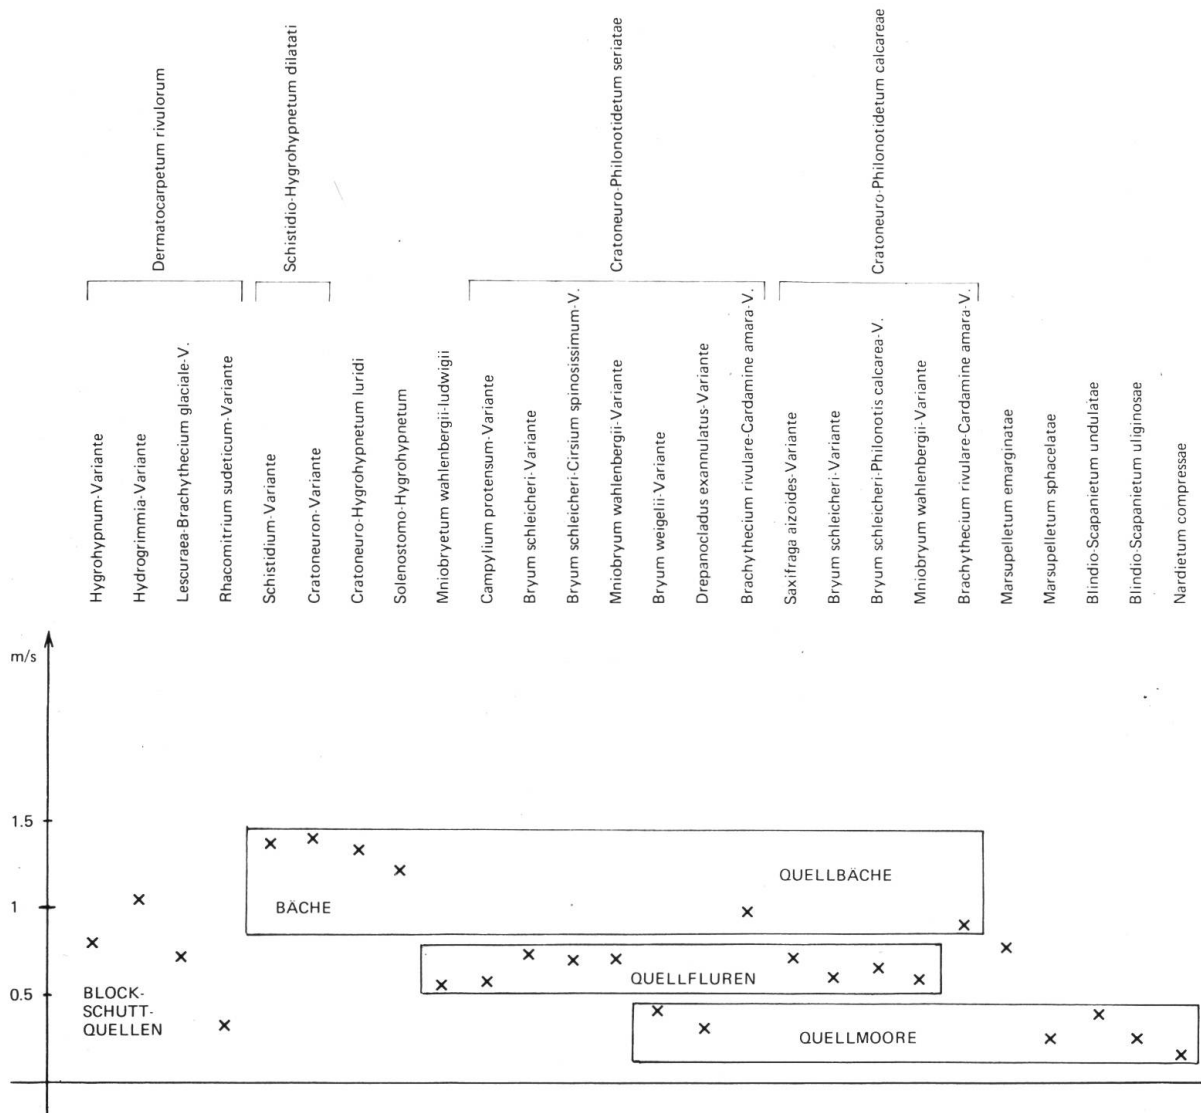 Dermatocarpetum rivulorum
Schistidio-Hygrohypnetum dilatati
Cratoneuro-Philonotidetum seriatae
Cratoneuro-Philonotidetum calcareae
Hygrohypnum-Variante
Hydrogrimmia-Variante
Lescuraea-Brachythecium glaciale-V.
Rhacomitrium sudeticum-Variante
Schistidium-Variante
Cratoneuron-Variante
Cratoneuro-Hygrohypnetum luridi
Solenostomo-Hygrohypnetum
Mniobryetum wahlenbergii-ludwigii
Campylium protensum-Variante
Bryum schleicheri-Variante
Bryum schleicheri-Cirsium spinosissimum-V.
Mniobryum wahlenbergii-Variante
Bryum weigelii-Variante
Drepanocladus exannulatus-Variante
Brachythecium rivulare-Cardamine amara-V.
Saxifraga aizoides-Variante
Bryum schleicheri-Variante
Bryum schleicheri-Philonotis calcarea-V.
Mniobryum wahlenbergii-Variante
Brachythecium rivulare-Cardamine amara-V.
Marsupelletum emarginatae
Marsupelletum sphacelatae
Blindio-Scapanietum undulatae
Blindio-Scapanietum uliginosae
Nardietum compressae
m/s
1.5
1
0.5
BÄCHE
QUELLBÄCHE
QUELLFLUREN
BLOCK-
SCHUTT-
QUELLEN
QUELLMOORE